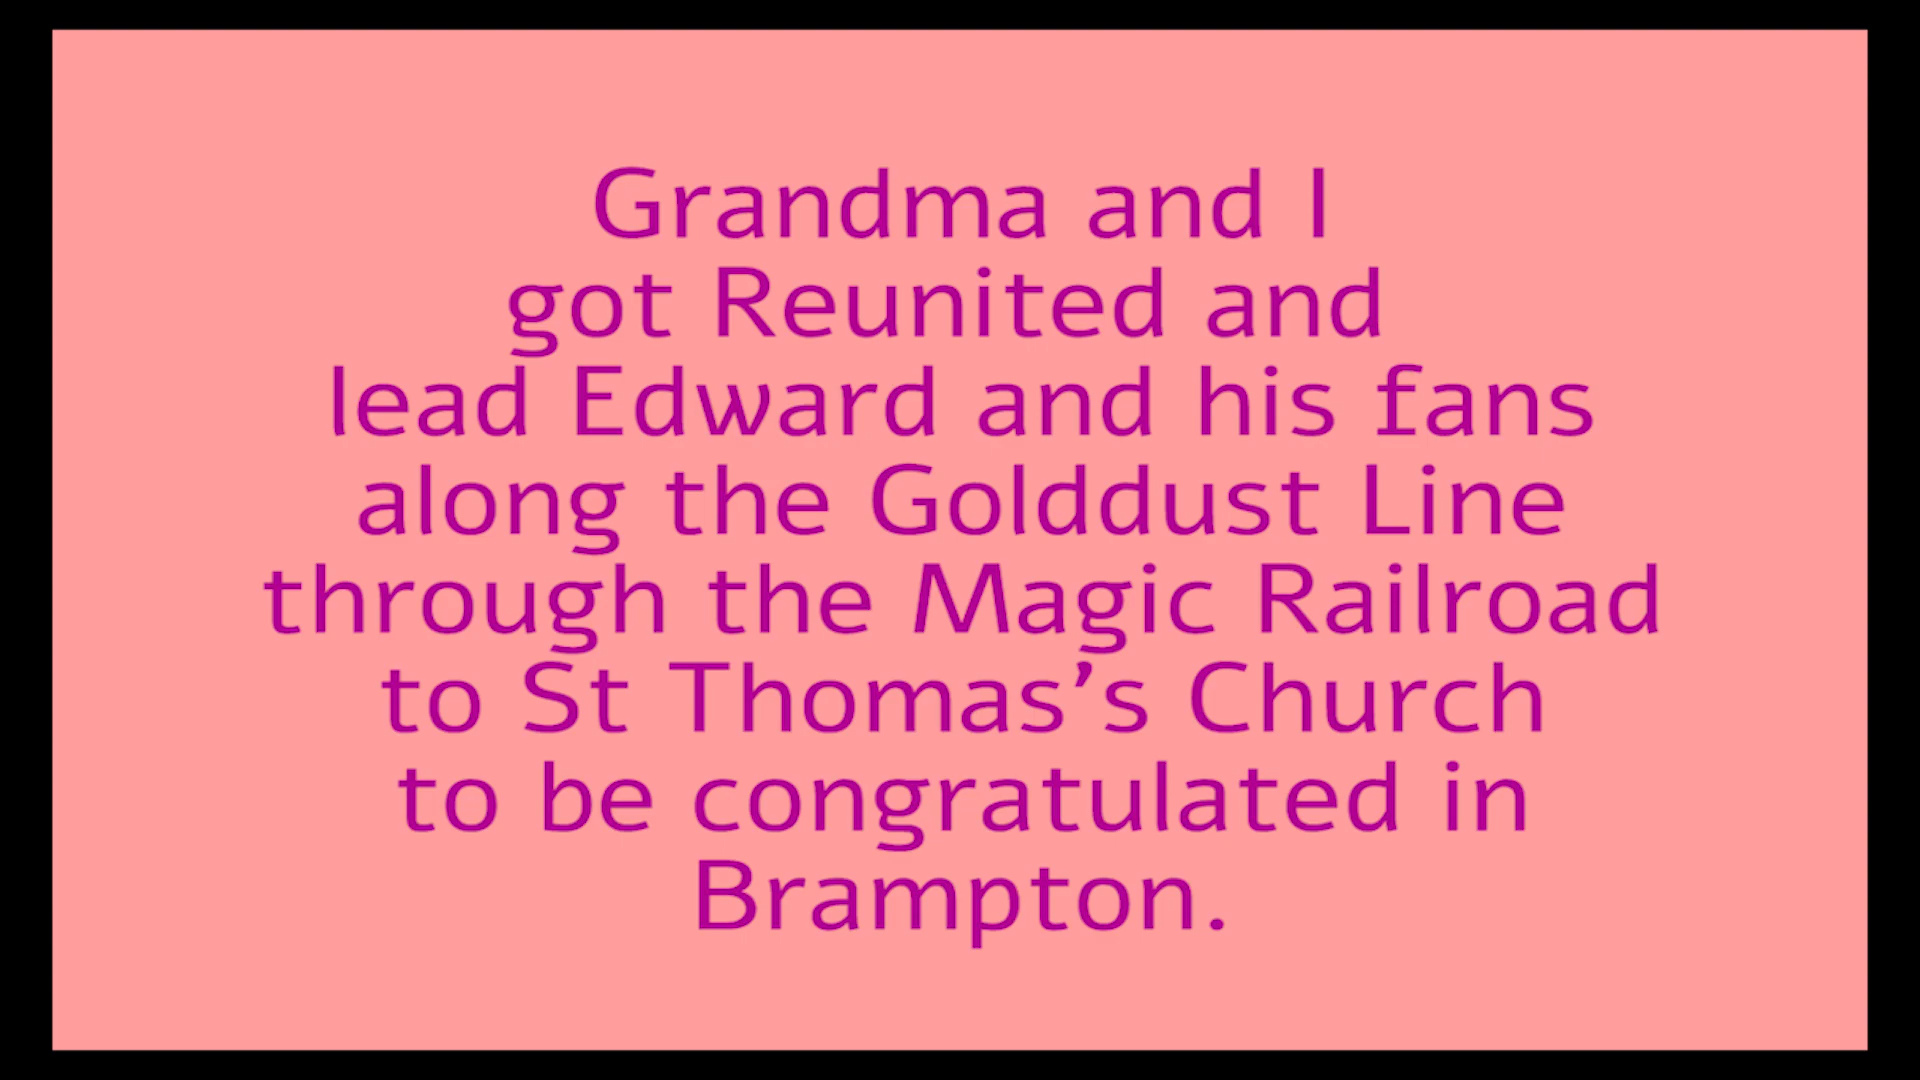 Grandma and I
got Reunited and
lead Edward and his fans
along the Golddust Line
through the Magic Railroad
to St Thomas’s Church
to be congratulated in
Brampton.